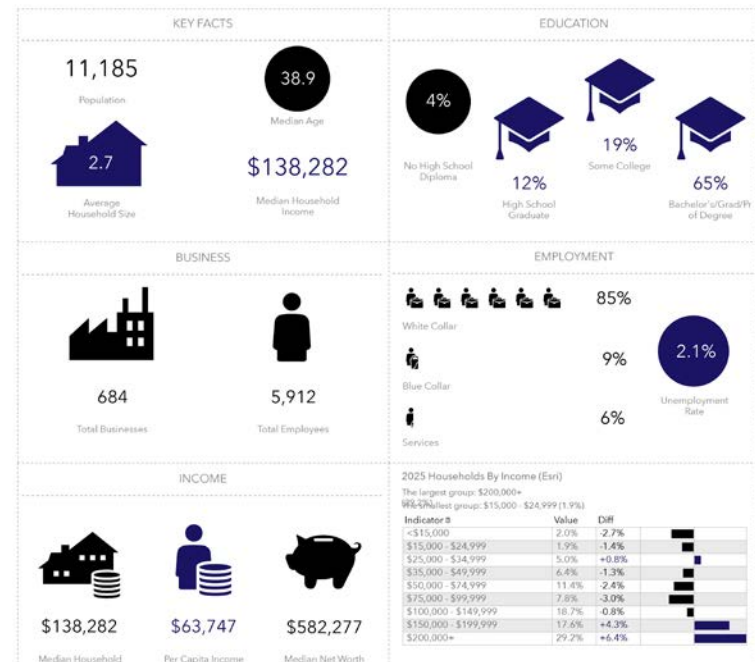 KEY FACTS
11,185
Population
38.9
Median Age
2.7
Average
Household Size
$138,282
Median Household
Income
EDUCATION
4%
No High School
Diploma
12%
High School
Graduate
19%
Some College
65%
Bachelor's/Grad/Pr
of Degree
BUSINESS
684
Total Businesses
5,912
Total Employees
EMPLOYMENT
White Collar
85%
Blue Collar
9%
Services
6%
2.1%
Unemployment
Rate
INCOME
$138,282
Median Household
$63,747
Per Capita Income
$582,277
Median Net Worth
2025 Households By Income (Esri)
The largest group: $200,000+
(29.2%)
The smallest group: $15,000 - $24,999 (1.9%)
Indicator Value Diff
<$15,000 2.0% -2.7%
$15,000 - $24,999 1.9% -1.4%
$25,000 - $34,999 5.0% +0.8%
$35,000 - $49,999 6.4% -1.3%
$50,000 - $74,999 11.4% -2.4%
$75,000 - $99,999 7.8% -3.0%
$100,000 - $149,999 18.7% -0.8%
$150,000 - $199,999 17.6% +4.3%
$200,000+ 29.2% +6.4%